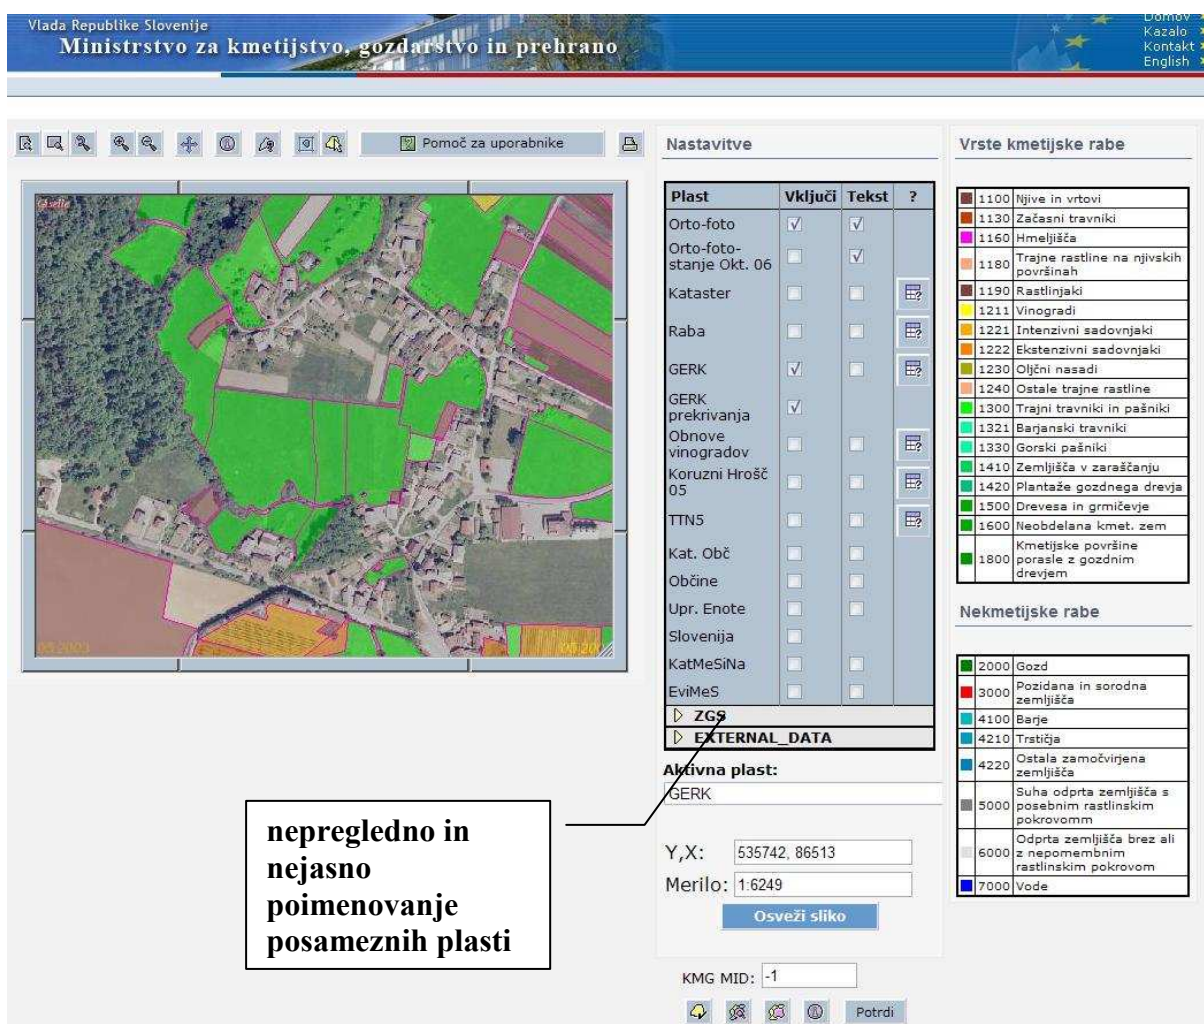 Vlada Republike Slovenije
Ministrstvo za kmetijstvo, gozdarstvo in prehrano
Domov
Kazalo
Kontakt
English
Pomoč za uporabnike
05 2003
Nastavitve
Plast Vključi Tekst ?
Orto-foto
Orto-foto-
stanje Okt. 06
Kataster
Raba
GERK
GERK
prekrivanja
Obnove
vinogradov
Koruzni Hrošč
05
TTN5
Kat. Obč
Občine
Upr. Enote
Slovenija
KatMeSiNa
EviMeS
ZGS
EXTERNAL_DATA
Aktivna plast:
GERK
Y,X: 535742, 86513
Merilo: 1:6249
Osveži sliko
KMG MID: -1
Potrdi
nepregledno in
nejasno
poimenovanje
posameznih plasti
Vrste kmetijske rabe
1100 Njive in vrtovi
1130 Začasni travniki
1160 Hmeljišča
1180 Trajne rastline na njivskih
površinah
1190 Rastlinjaki
1211 Vinogradi
1221 Intenzivni sadovnjaki
1222 Ekstenzivni sadovnjaki
1230 Oljčni nasadi
1240 Ostale trajne rastline
1300 Trajni travniki in pašniki
1321 Barjanski travniki
1330 Gorski pašniki
1410 Zemljišča v zaraščanju
1420 Plantaže gozdnega drevja
1500 Drevesa in grmičevje
1600 Neobdelana kmet. zem
1800 Kmetijske površine
porasle z gozdnim
drevjem
Nekmetijske rabe
2000 Gozd
3000 Pozidana in sorodna
zemljišča
4100 Barje
4210 Trstičja
4220 Ostala zamočvirjena
zemljišča
5000 Suha odprta zemljišča s
posebnim rastlinskim
pokrovomm
6000 Odprta zemljišča brez ali
z nepomembnim
rastlinskim pokrovom
7000 Vode